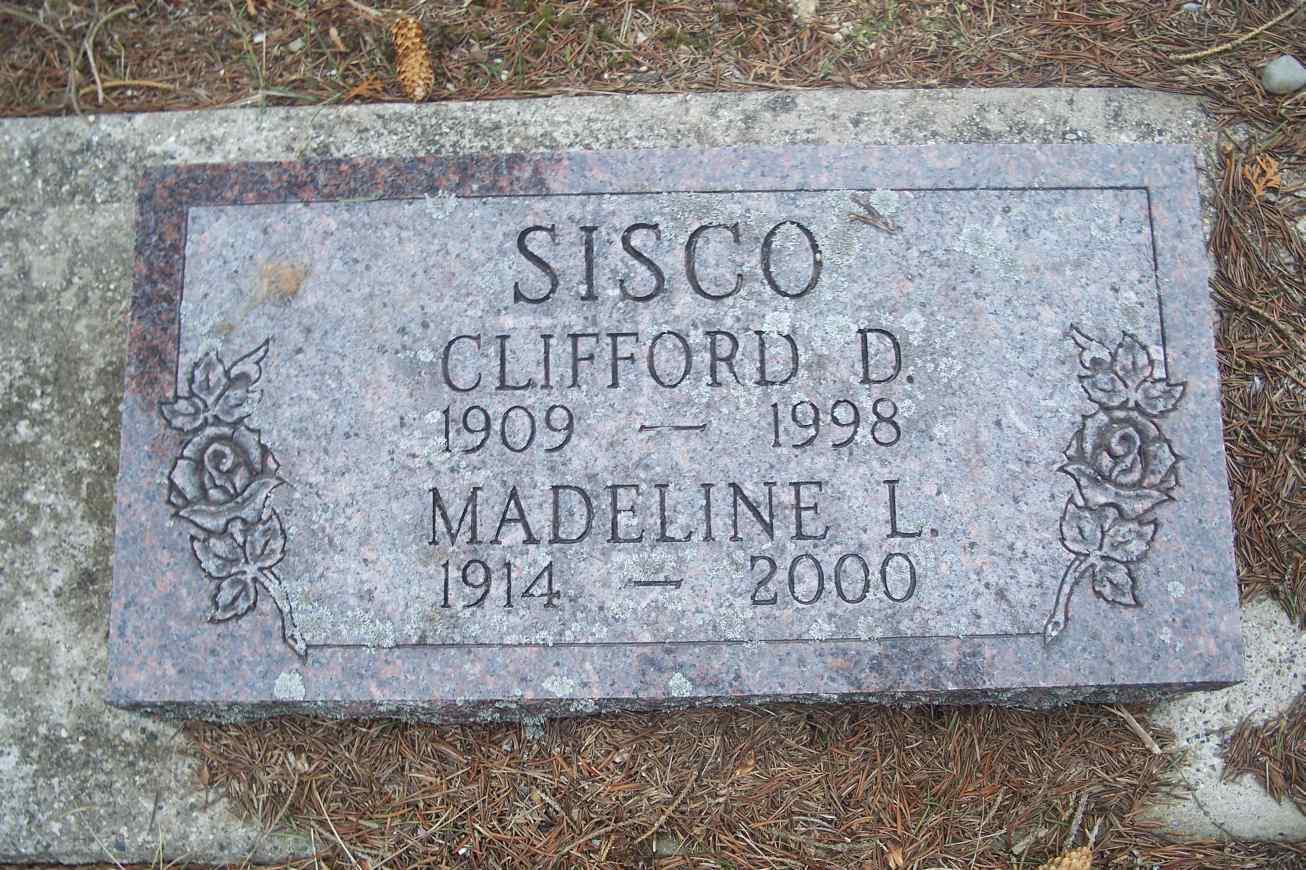 SISCO
CLIFFORD D.
1909 — 1998
MADELINE L.
1914 — 2000